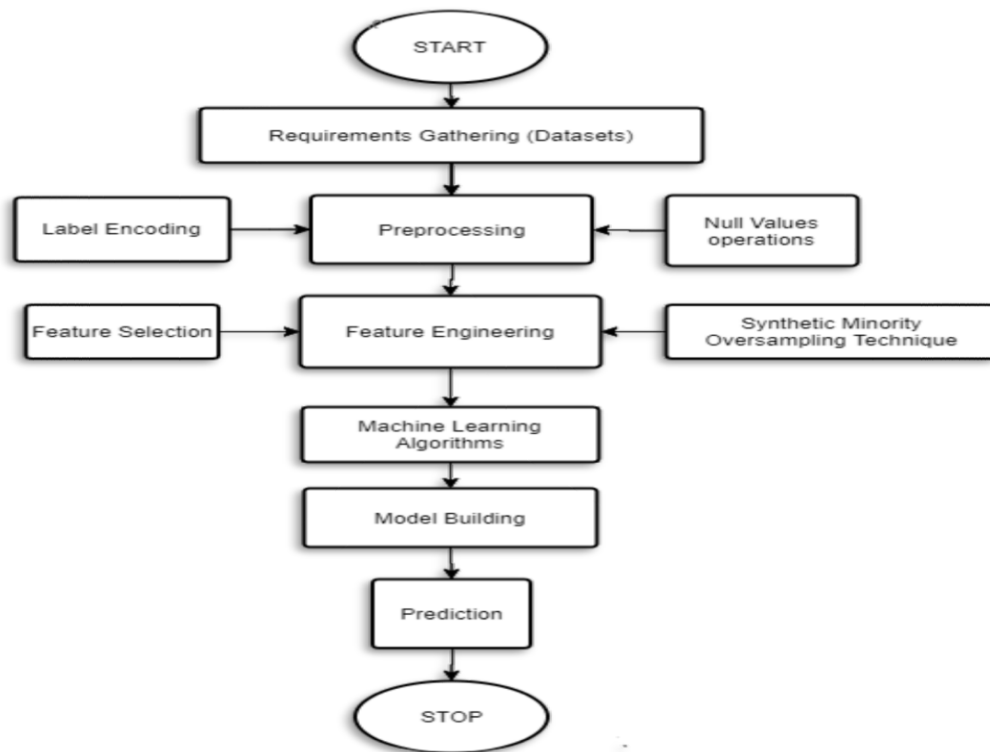 START
Requirements Gathering (Datasets)
Label Encoding
Preprocessing
Null Values
operations
Feature Selection
Feature Engineering
Synthetic Minority
Oversampling Technique
Machine Learning
Algorithms
Model Building
Prediction
STOP